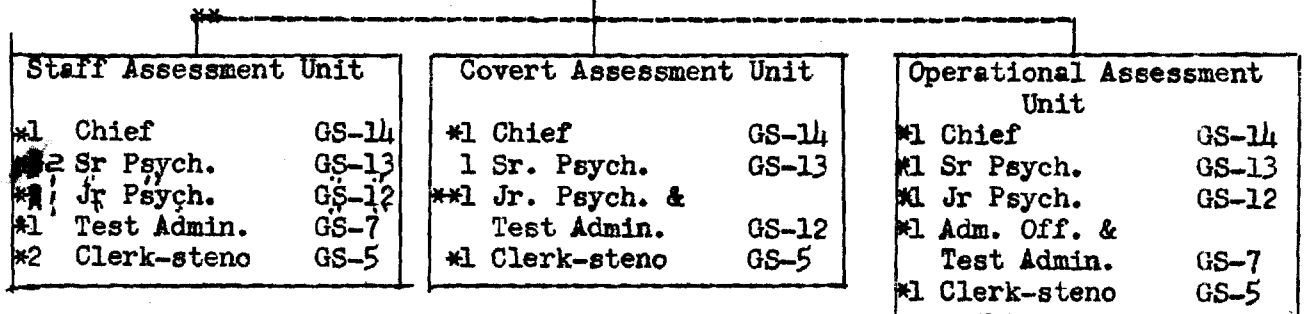 **
Staff Assessment Unit
*1 Chief GS-14
2 Sr Psych. GS-13
*1 Jr Psych. GS-12
*1 Test Admin. GS-7
*2 Clerk-steno GS-5
Covert Assessment Unit
*1 Chief GS-14
1 Sr. Psych. GS-13
**1 Jr. Psych. &
Test Admin. GS-12
*1 Clerk-steno GS-5
Operational Assessment
Unit
*1 Chief GS-14
*1 Sr Psych. GS-13
*1 Jr Psych. GS-12
*1 Adm. Off. &
Test Admin. GS-7
*1 Clerk-steno GS-5